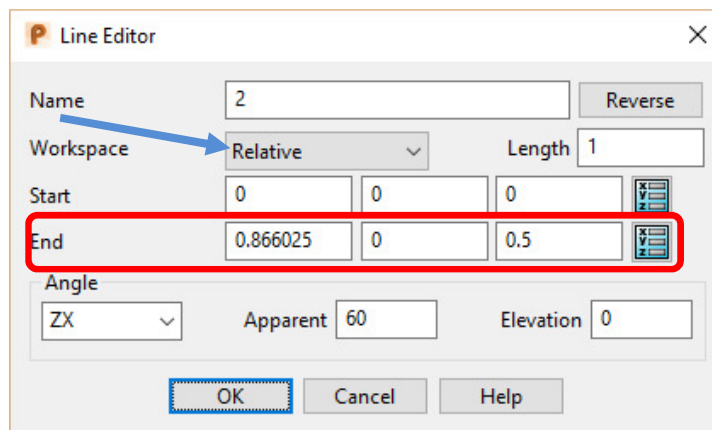 Line Editor
Name 2 Reverse
Workspace Relative Length 1
Start 0 0 0 X Y Z
End 0.866025 0 0.5 X Y Z
Angle
ZX Apparent 60 Elevation 0
OK Cancel Help